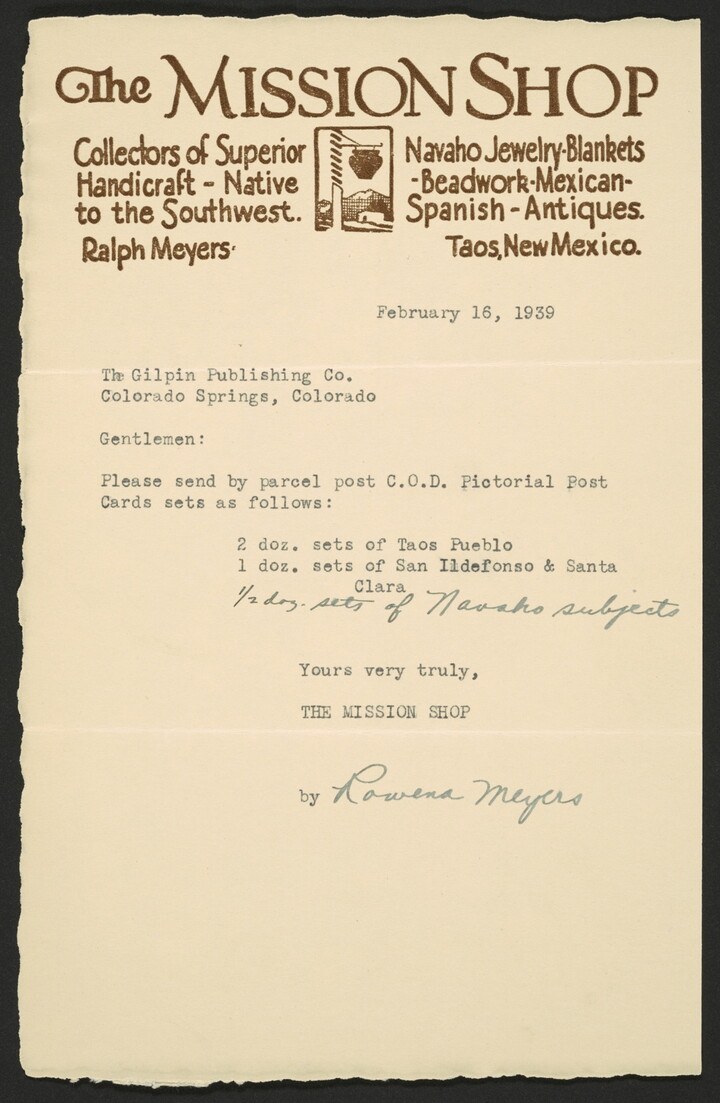 The MISSION SHOP
Collectors of Superior
Handicraft - Native
to the Southwest.
Ralph Meyers
Navaho Jewelry-Blankets
-Beadwork-Mexican-
Spanish-Antiques.
Taos, New Mexico.
February 16, 1939
The Gilpin Publishing Co.
Colorado Springs, Colorado
Gentlemen:
Please send by parcel post C.O.D. Pictorial Post
Cards sets as follows:
2 doz. sets of Taos Pueblo
1 doz. sets of San Ildefonso & Santa
Clara
1/2 doz. sets of Navaho subjects
Yours very truly,
THE MISSION SHOP
by Rowena Meyers